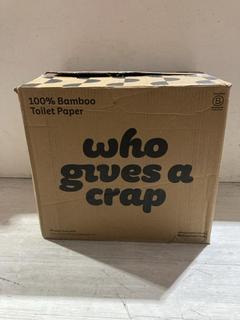 100% Bamboo
Toilet Paper
who
gives a
crap